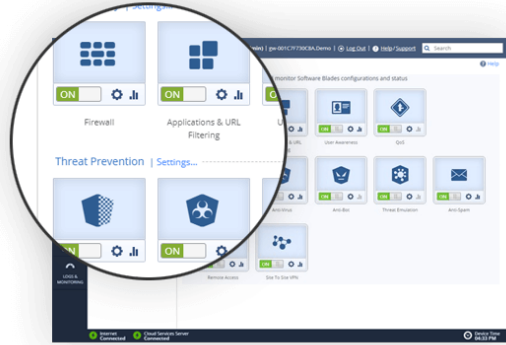 Settings...
min) | gw-001C7F730CBA.Demo | Log Out | Help/Support
Search
Help
monitor Software Blades configurations and status
ON
ON
Firewall
Applications & URL
Filtering
User Awareness
QoS
Threat Prevention | Settings...
ON
ON
Anti-Bot
Threat Emulation
Anti-Spam
Remote Access
Site To Site VPN
LOGS &
MONITORING
Internet
Connected
Cloud Services Server
Connected
Device Time
04:33 PM